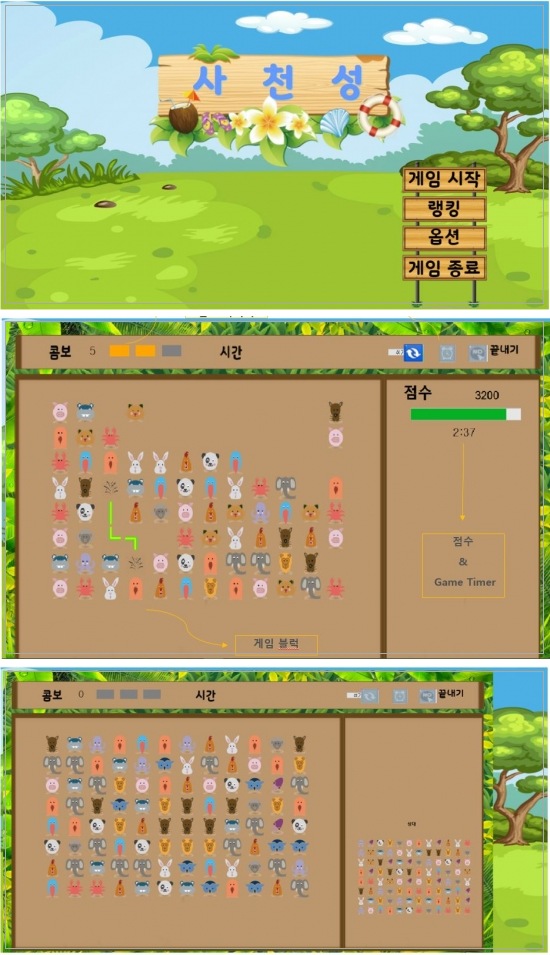 사 천 성
게임 시작
랭킹
옵션
게임 종료
콤보 5 시간 끝내기
점수 3200
2:37
점수
&
Game Timer
게임 블럭
콤보 0 시간 끝내기
상대